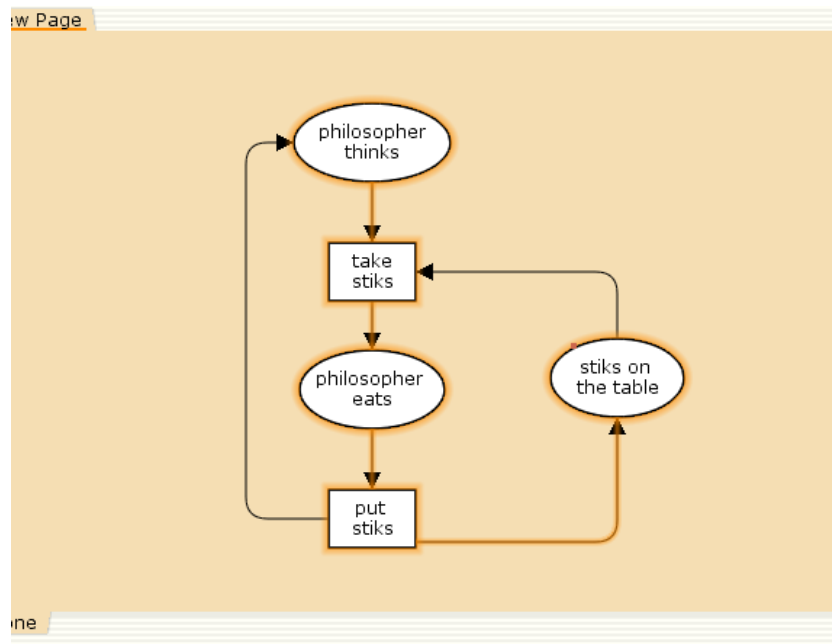 ew Page
philosopher
thinks
take
stiks
philosopher
eats
stiks on
the table
put
stiks
one